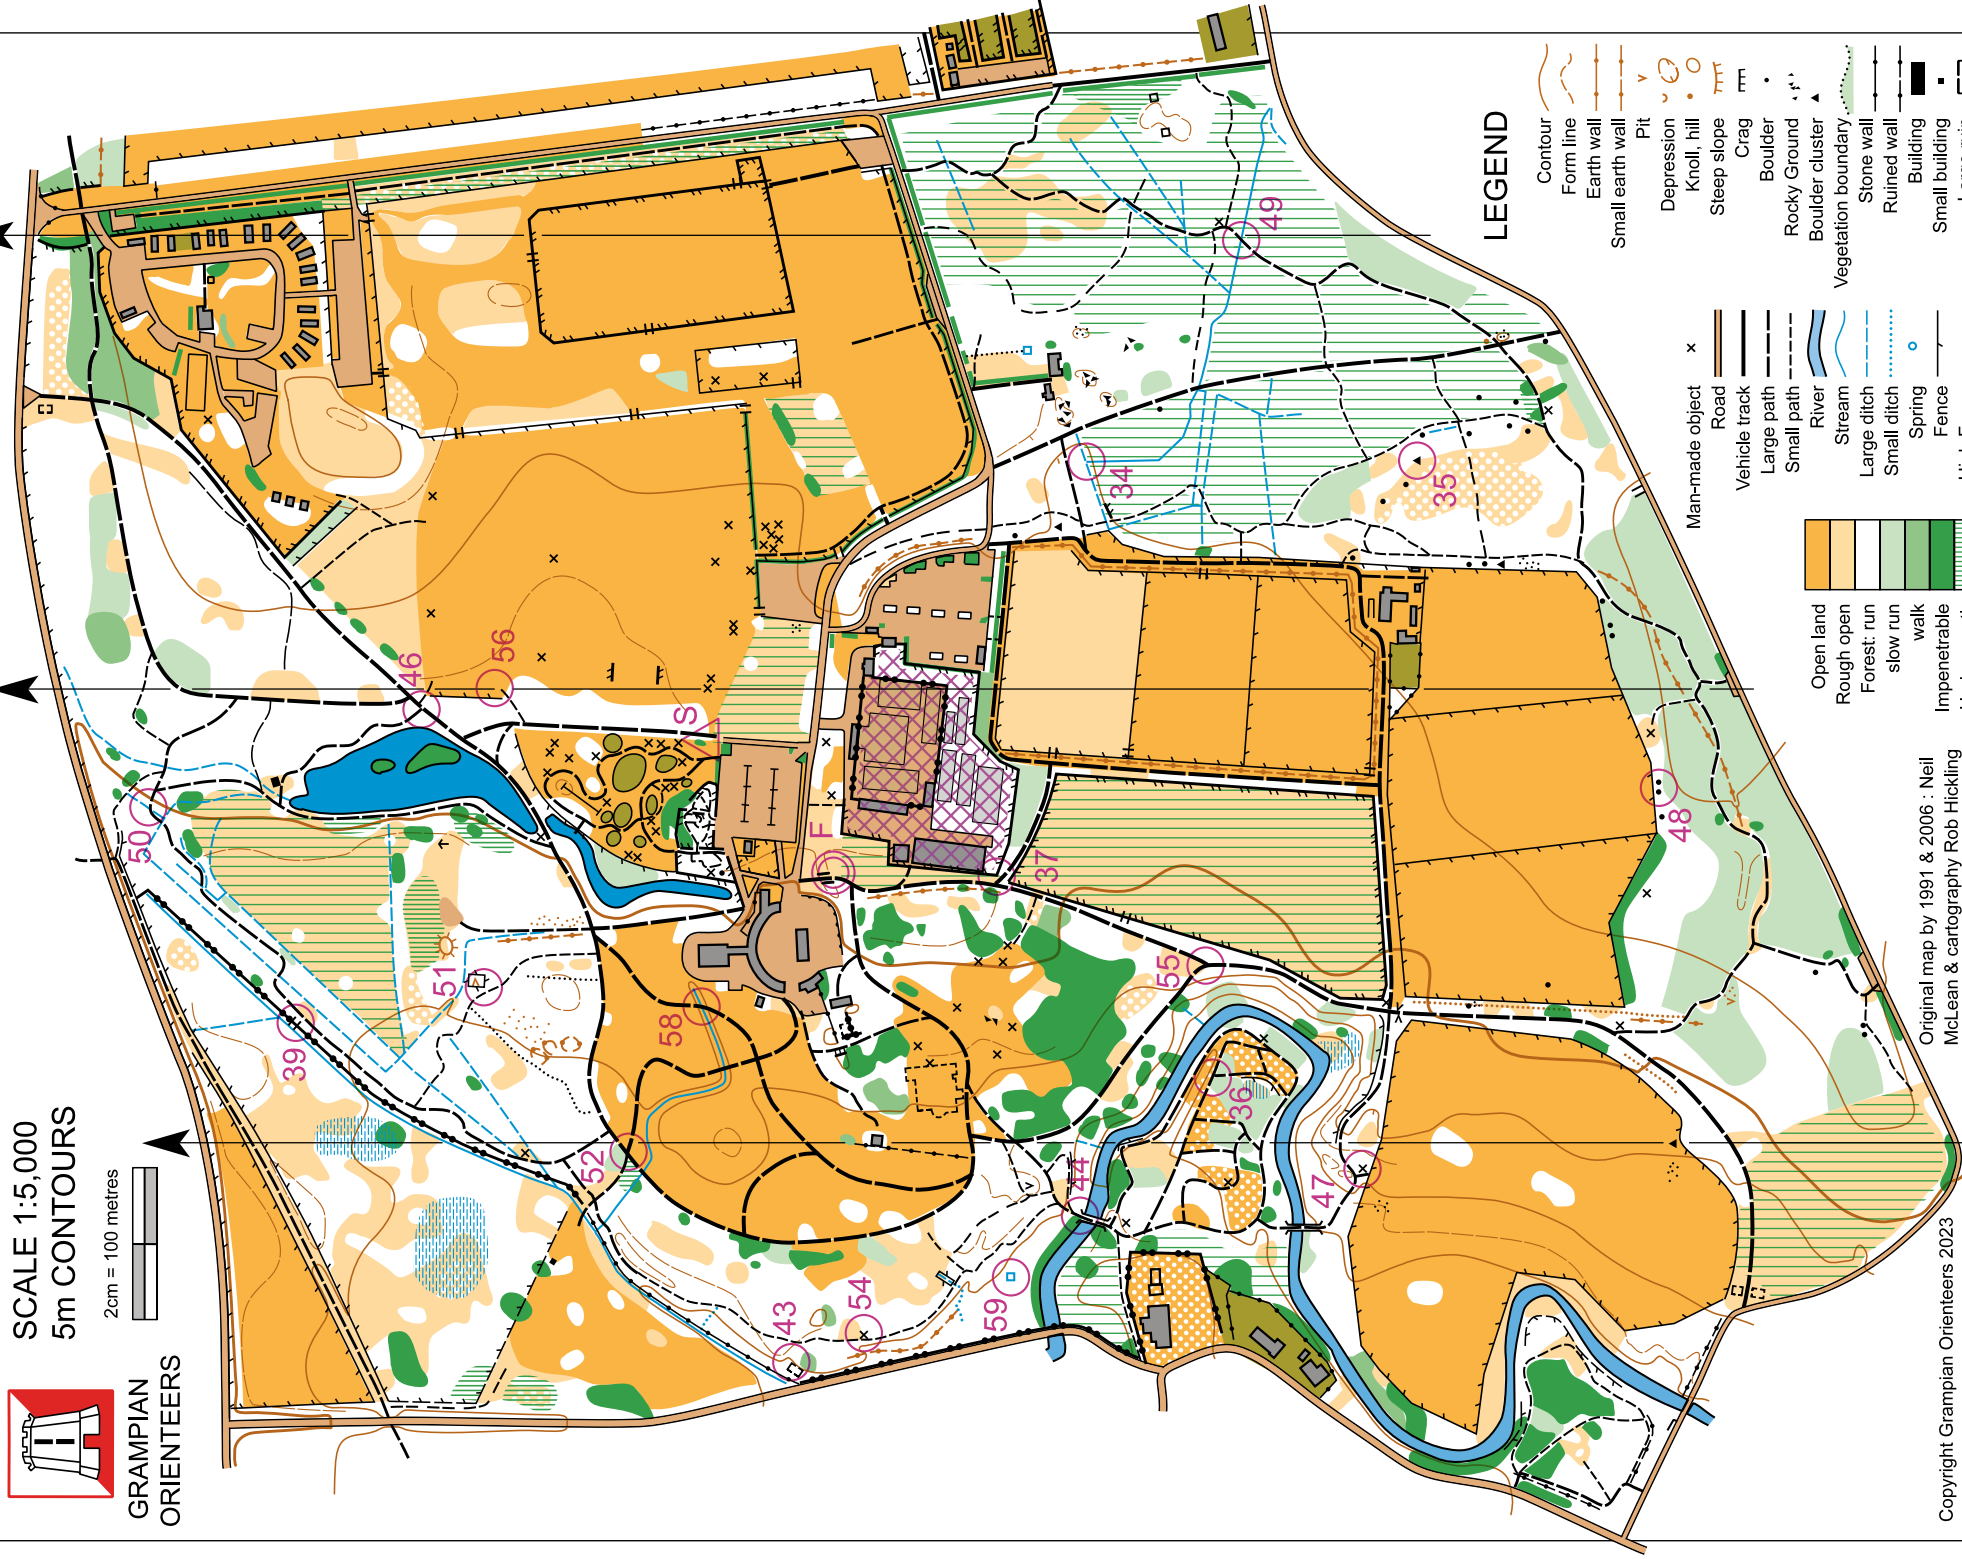 SCALE 1:5,000
5m CONTOURS
2cm = 100 metres
GRAMPIAN
ORIENTEERS
50
39
51
46
56
S
F
37
58
52
55
36
44
47
43
54
59
34
35
49
48
LEGEND
Contour
Form line
Earth wall
Small earth wall
Pit
Depression
Knoll, hill
Steep slope
Crag
Boulder
Rocky Ground
Boulder cluster
Vegetation boundary
Stone wall
Ruined wall
Building
Small building
Man-made object
Road
Vehicle track
Large path
Small path
River
Stream
Large ditch
Small ditch
Spring
Fence
Open land
Rough open
Forest: run
slow run
walk
Impenetrable
Original map by 1991 & 2006 : Neil
McLean & cartography Rob Hickling
Copyright Grampian Orienteers 2023